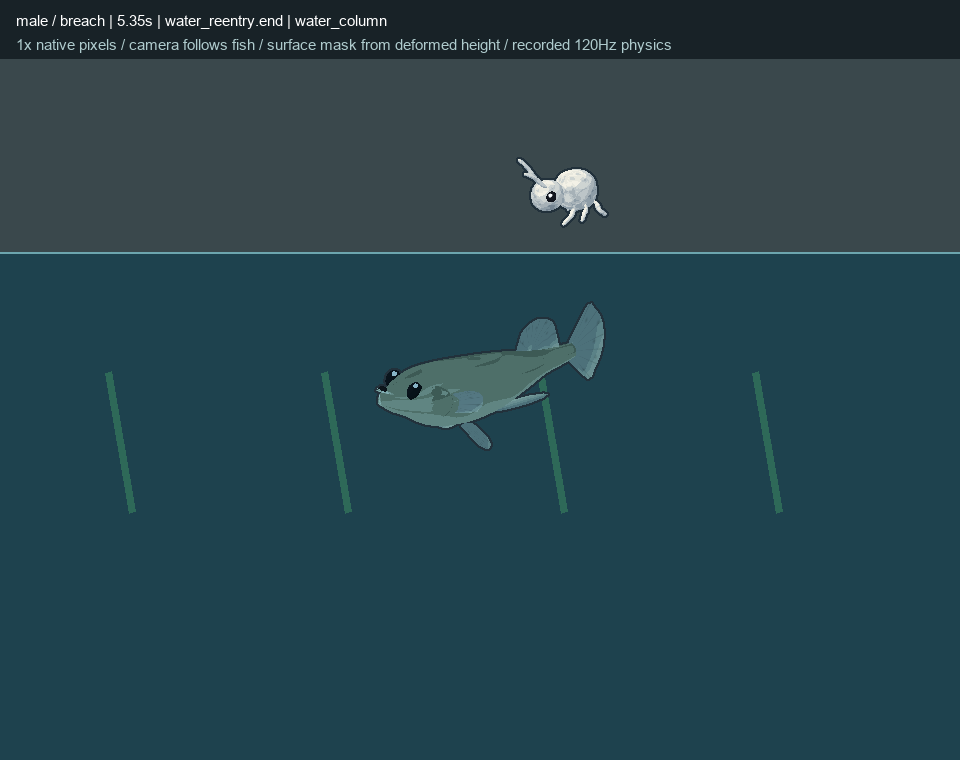 male / breach | 5.35s | water_reentry.end | water_column
1x native pixels / camera follows fish / surface mask from deformed height / recorded 120Hz physics